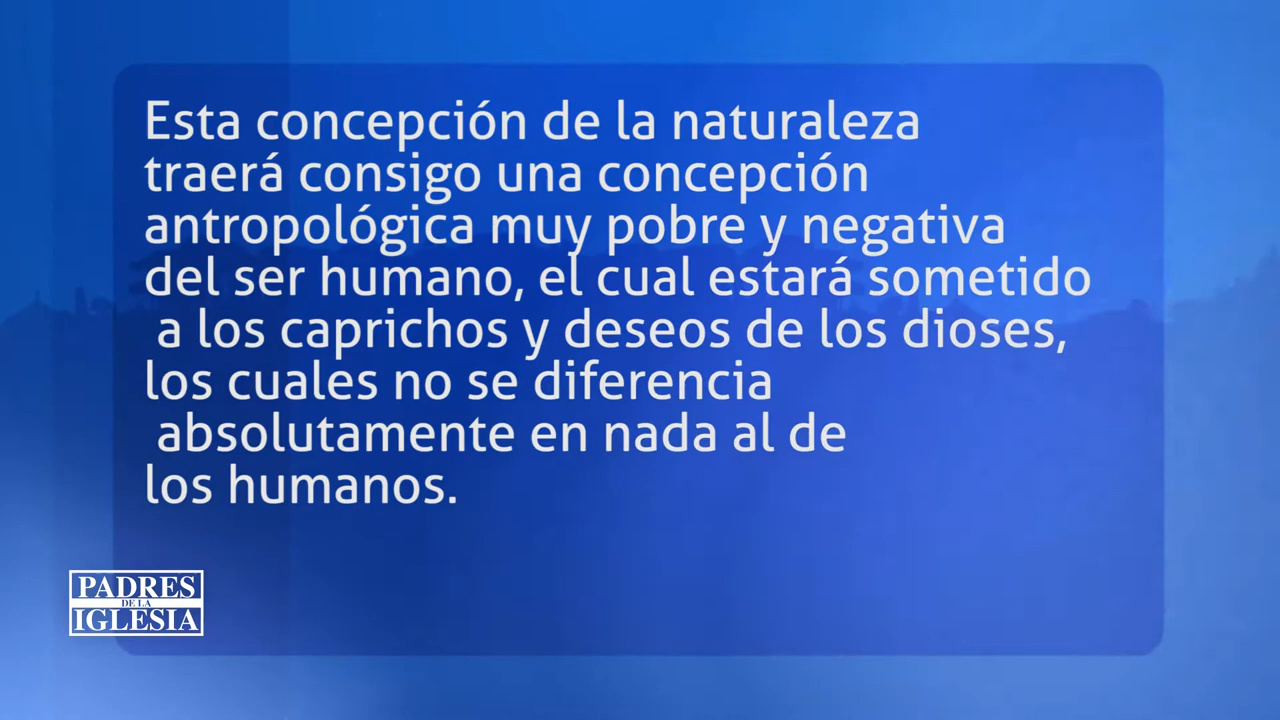 Esta concepción de la naturaleza
traerá consigo una concepción
antropológica muy pobre y negativa
del ser humano, el cual estará sometido
a los caprichos y deseos de los dioses,
los cuales no se diferencia
absolutamente en nada al de
los humanos.
PADRES
DE LA
IGLESIA